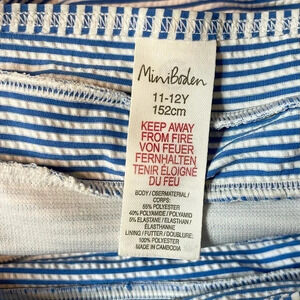 MiniBoden
11-12Y
152cm
KEEP AWAY
FROM FIRE
VON FEUER
FERNHALTEN
TENIR ÉLOIGNÉ
DU FEU
BODY / OBERMATERIAL /
CORPS:
55% POLYESTER
40% POLYAMIDE / POLYAMID
5% ELASTANE / ELASTHAN /
ÉLASTHANNE
LINING / FUTTER / DOUBLURE:
100% POLYESTER
MADE IN CAMBODIA